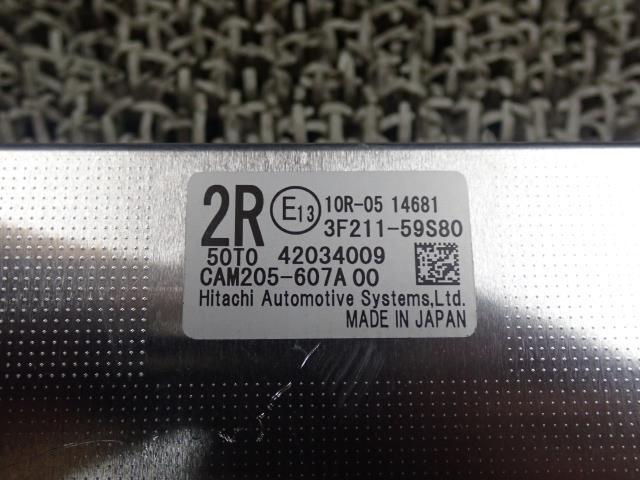 2R E13 10R-05 14681
3F211-59S80
50T0 42034009
CAM205-607A 00
Hitachi Automotive Systems,Ltd.
MADE IN JAPAN